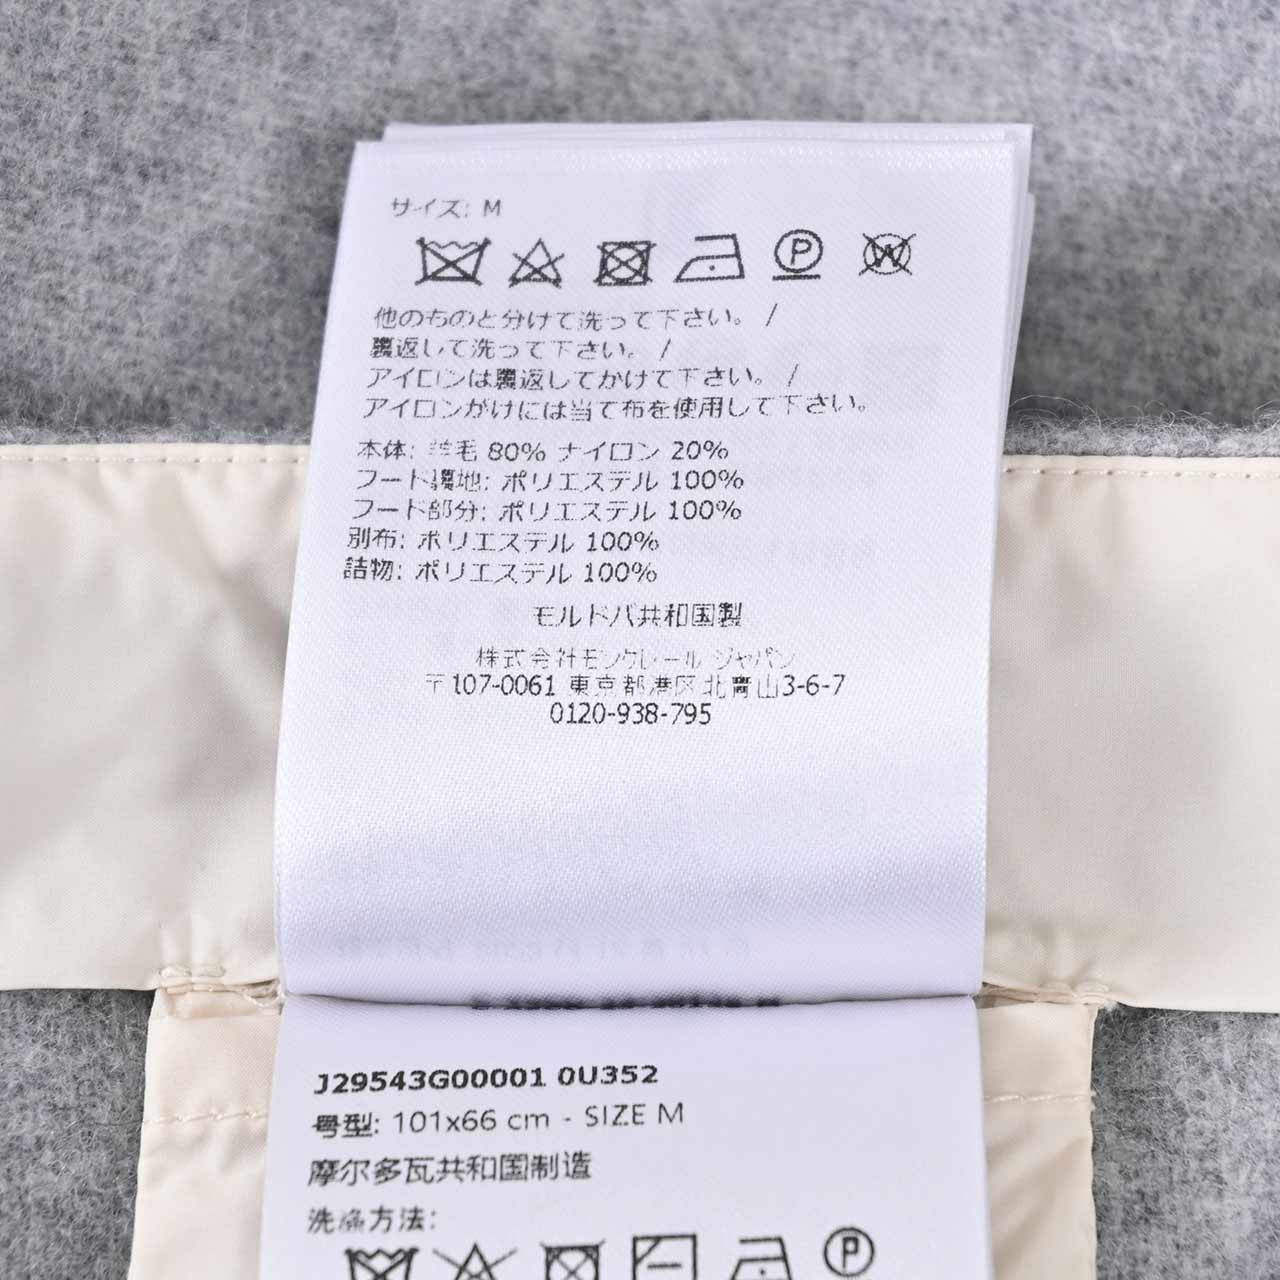 サイズ: M
他のものと分けて洗って下さい。 /
裏返して洗って下さい。 /
アイロンは裏返してかけて下さい。 /
アイロンがけには当て布を使用して下さい。
本体: 羊毛 80% ナイロン 20%
フード裏地: ポリエステル 100%
フード部分: ポリエステル 100%
別布: ポリエステル 100%
詰物: ポリエステル 100%
モルドバ共和国製
株式会社モンクレール ジャパン
〒107-0061 東京都港区北青山3-6-7
0120-938-795
J29543G00001 0U352
号型: 101x66 cm - SIZE M
摩尔多瓦共和国制造
洗涤方法: